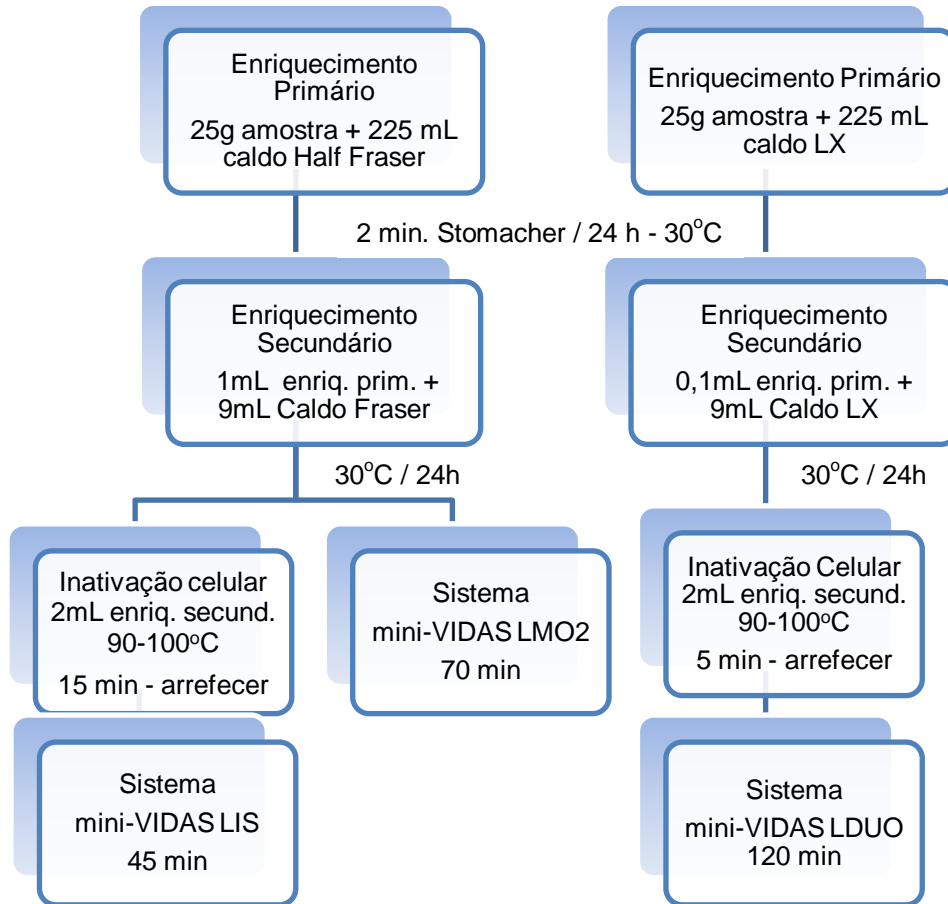 Enriquecimento
Primário
25g amostra + 225 mL
caldo Half Fraser
Enriquecimento Primário
25g amostra + 225 mL
caldo LX
2 min. Stomacher / 24 h - 30°C
Enriquecimento
Secundário
1mL enriq. prim. +
9mL Caldo Fraser
Enriquecimento
Secundário
0,1mL enriq. prim. +
9mL Caldo LX
30°C / 24h
30°C / 24h
Inativação celular
2mL enriq. secund.
90-100°C
15 min - arrefecer
Sistema
mini-VIDAS LMO2
70 min
Inativação Celular
2mL enriq. secund.
90-100°C
5 min - arrefecer
Sistema
mini-VIDAS LIS
45 min
Sistema
mini-VIDAS LDUO
120 min